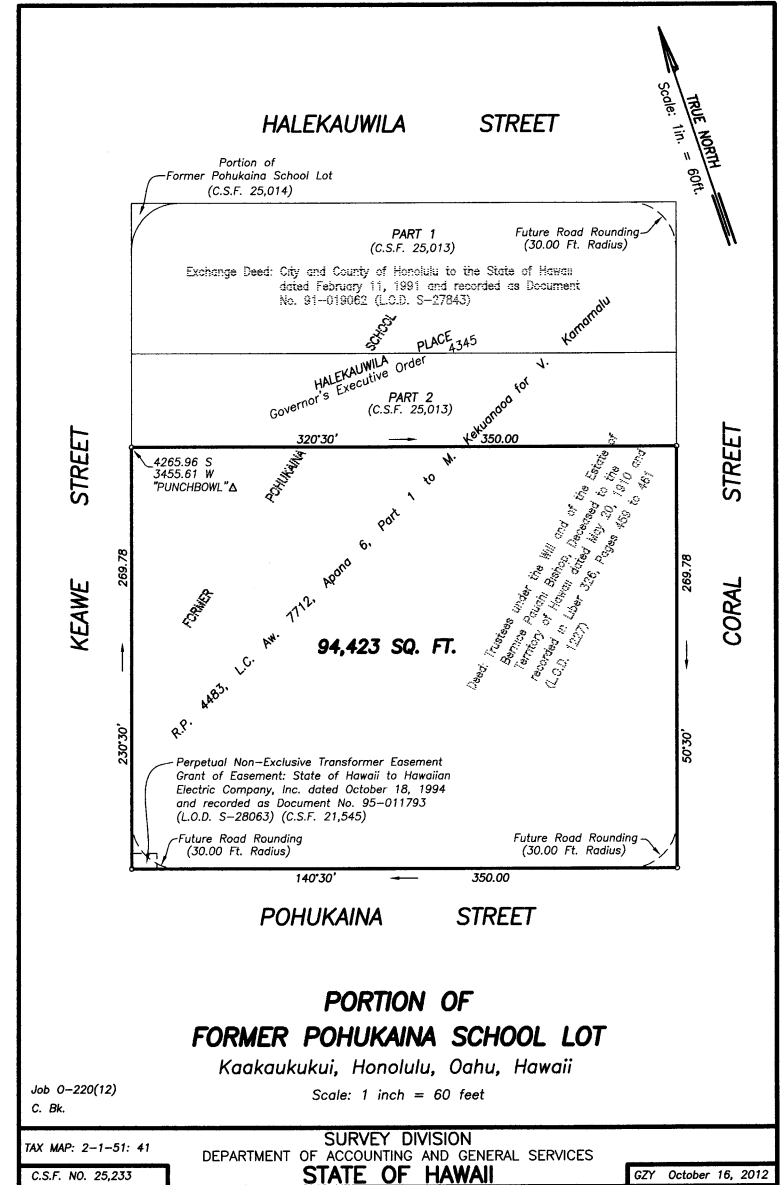 HALEKAUWILA STREET
TRUE NORTH
Scale: 1in. = 60ft.
Portion of
Former Pohukaina School Lot
(C.S.F. 25,014)
PART 1
(C.S.F. 25,013)
Future Road Rounding
(30.00 Ft. Radius)
Exchange Deed: City and County of Honolulu to the State of Hawaii
dated February 11, 1991 and recorded as Document
No. 91-019062 (L.O.D. S-27843)
HALEKAUWILA PLACE
Governor's Executive Order 4345
PART 2
(C.S.F. 25,013)
320°30' 350.00
4265.96 S
3455.61 W
"PUNCHBOWL"Δ
FORMER POHUKAINA SCHOOL
R.P. 4483, L.C. Aw. 7712, Apana 6, Part 1 to M. Kekuanaoa for V. Kamamalu
Deed: Trustees under the Will and of the Estate of
Bernice Pauahi Bishop, Deceased to the
Territory of Hawaii dated May 20, 1910 and
recorded in Liber 326, Pages 459 to 461
(L.O.D. 1227)
94,423 SQ. FT.
KEAWE STREET
230°30' 269.78
CORAL STREET
269.78 50°30'
Perpetual Non-Exclusive Transformer Easement
Grant of Easement: State of Hawaii to Hawaiian
Electric Company, Inc. dated October 18, 1994
and recorded as Document No. 95-011793
(L.O.D. S-28063) (C.S.F. 21,545)
Future Road Rounding
(30.00 Ft. Radius)
Future Road Rounding
(30.00 Ft. Radius)
140°30' 350.00
POHUKAINA STREET
PORTION OF
FORMER POHUKAINA SCHOOL LOT
Kaakaukukui, Honolulu, Oahu, Hawaii
Scale: 1 inch = 60 feet
Job O-220(12)
C. Bk.
TAX MAP: 2-1-51: 41
C.S.F. NO. 25,233
SURVEY DIVISION
DEPARTMENT OF ACCOUNTING AND GENERAL SERVICES
STATE OF HAWAII
GZY October 16, 2012